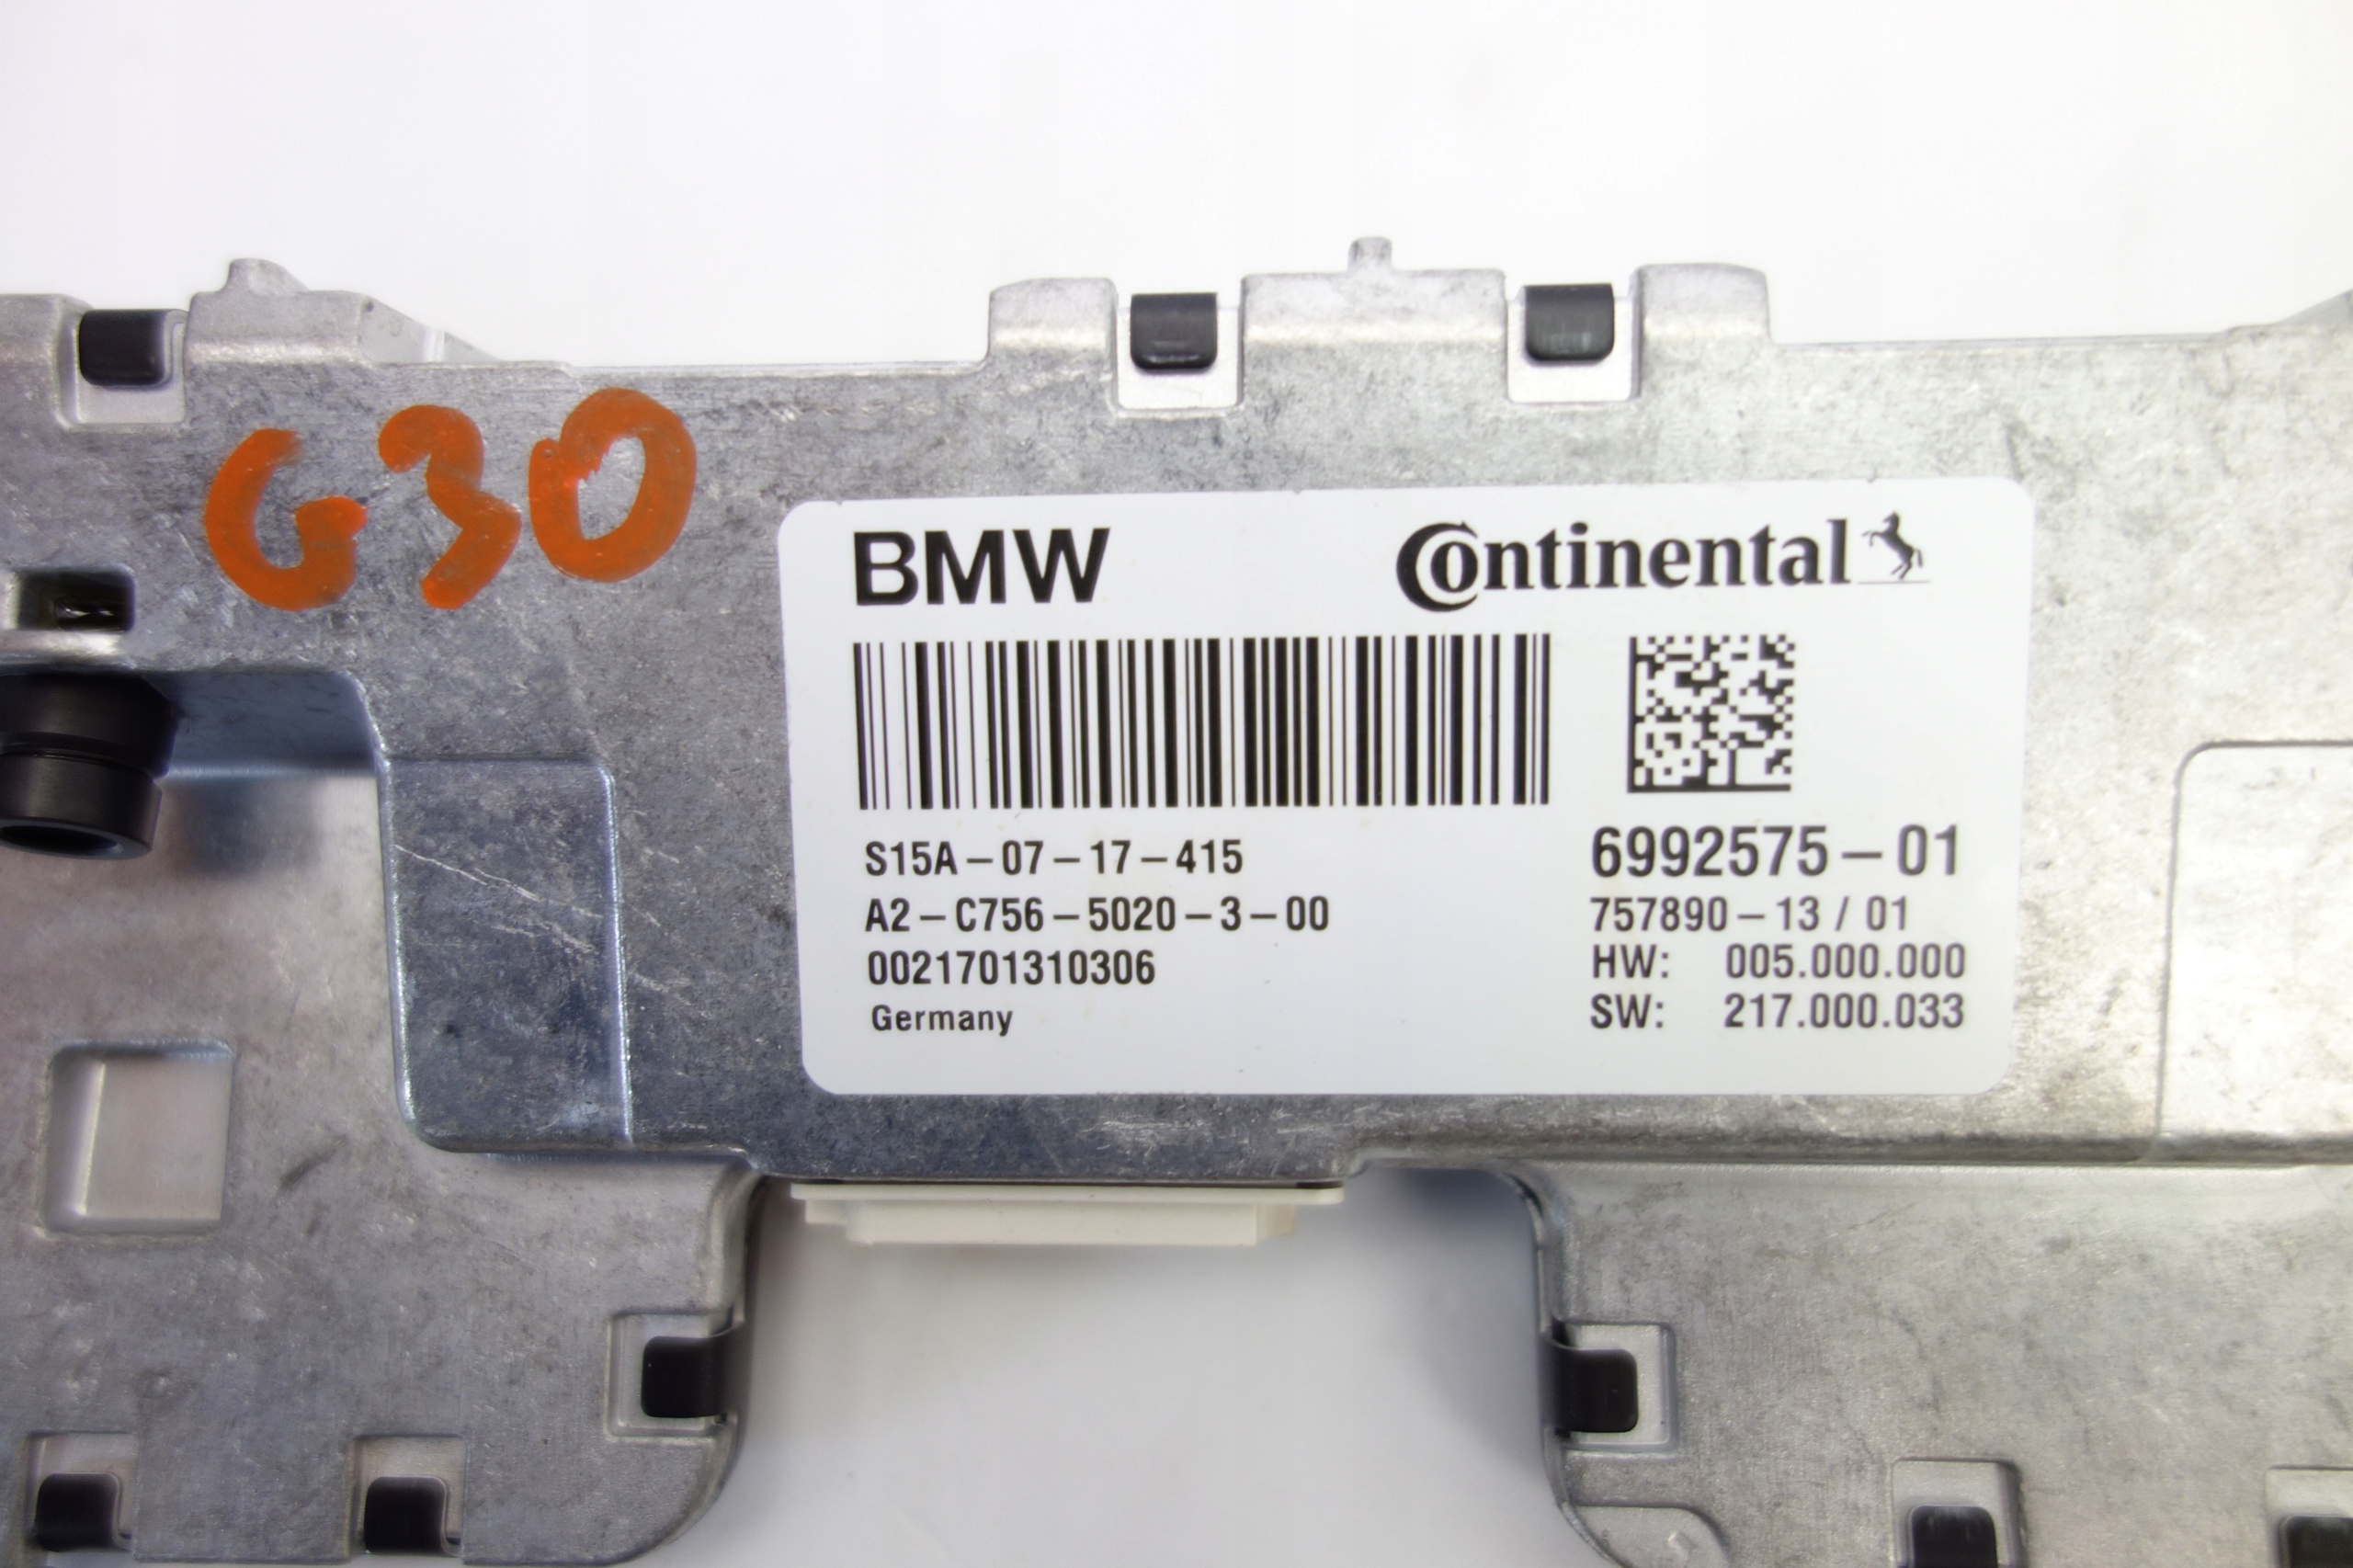 G30
BMW
Continental
S15A-07-17-415
A2-C756-5020-3-00
0021701310306
Germany
6992575-01
757890-13 / 01
HW: 005.000.000
SW: 217.000.033